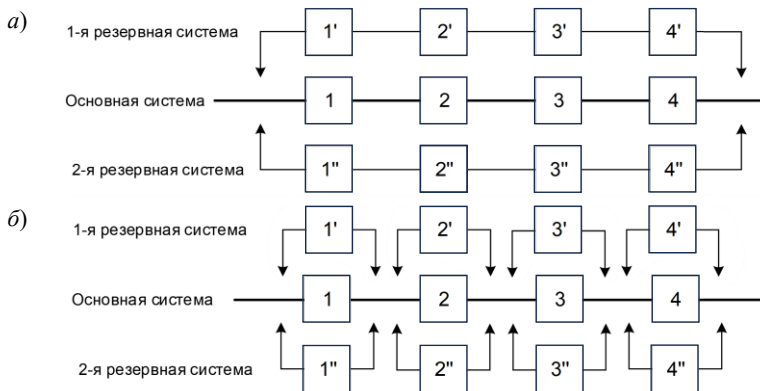 а)
1-я резервная система 1' 2' 3' 4'
Основная система 1 2 3 4
2-я резервная система 1" 2" 3" 4"
б)
1-я резервная система 1' 2' 3' 4'
Основная система 1 2 3 4
2-я резервная система 1" 2" 3" 4"